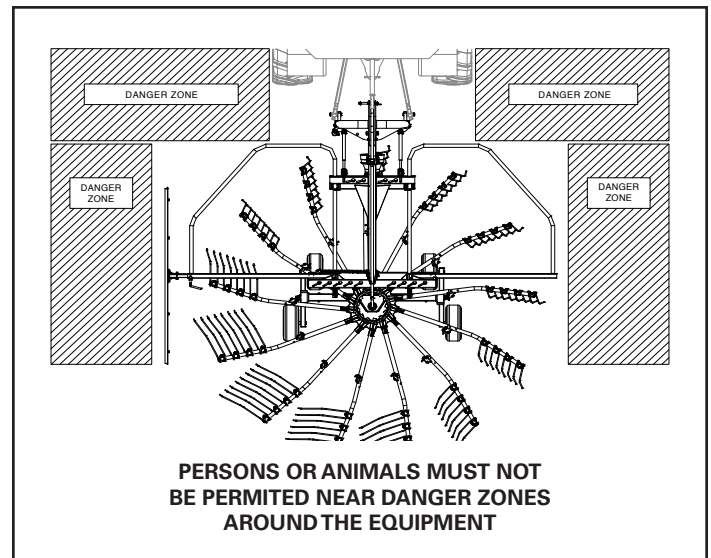 DANGER ZONE
DANGER ZONE
DANGER
ZONE
DANGER
ZONE
PERSONS OR ANIMALS MUST NOT
BE PERMITED NEAR DANGER ZONES
AROUND THE EQUIPMENT